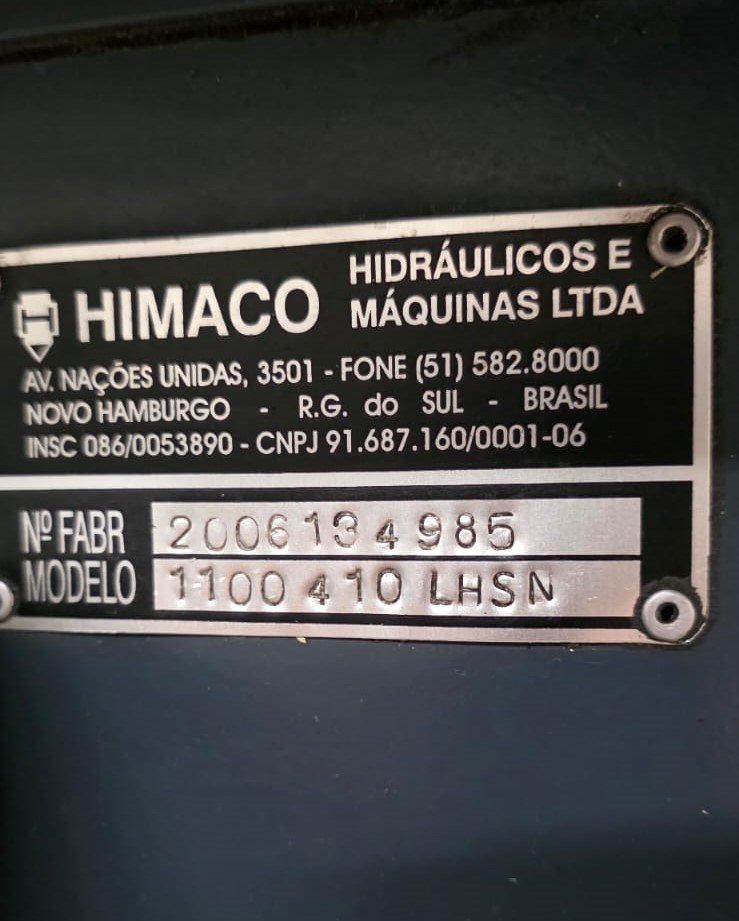 HIMACO HIDRÁULICOS E
MÁQUINAS LTDA
AV. NAÇÕES UNIDAS, 3501 - FONE (51) 582.8000
NOVO HAMBURGO - R.G. do SUL - BRASIL
INSC 086/0053890 - CNPJ 91.687.160/0001-06
Nº FABR 2006134985
MODELO 1100 410 LHSN